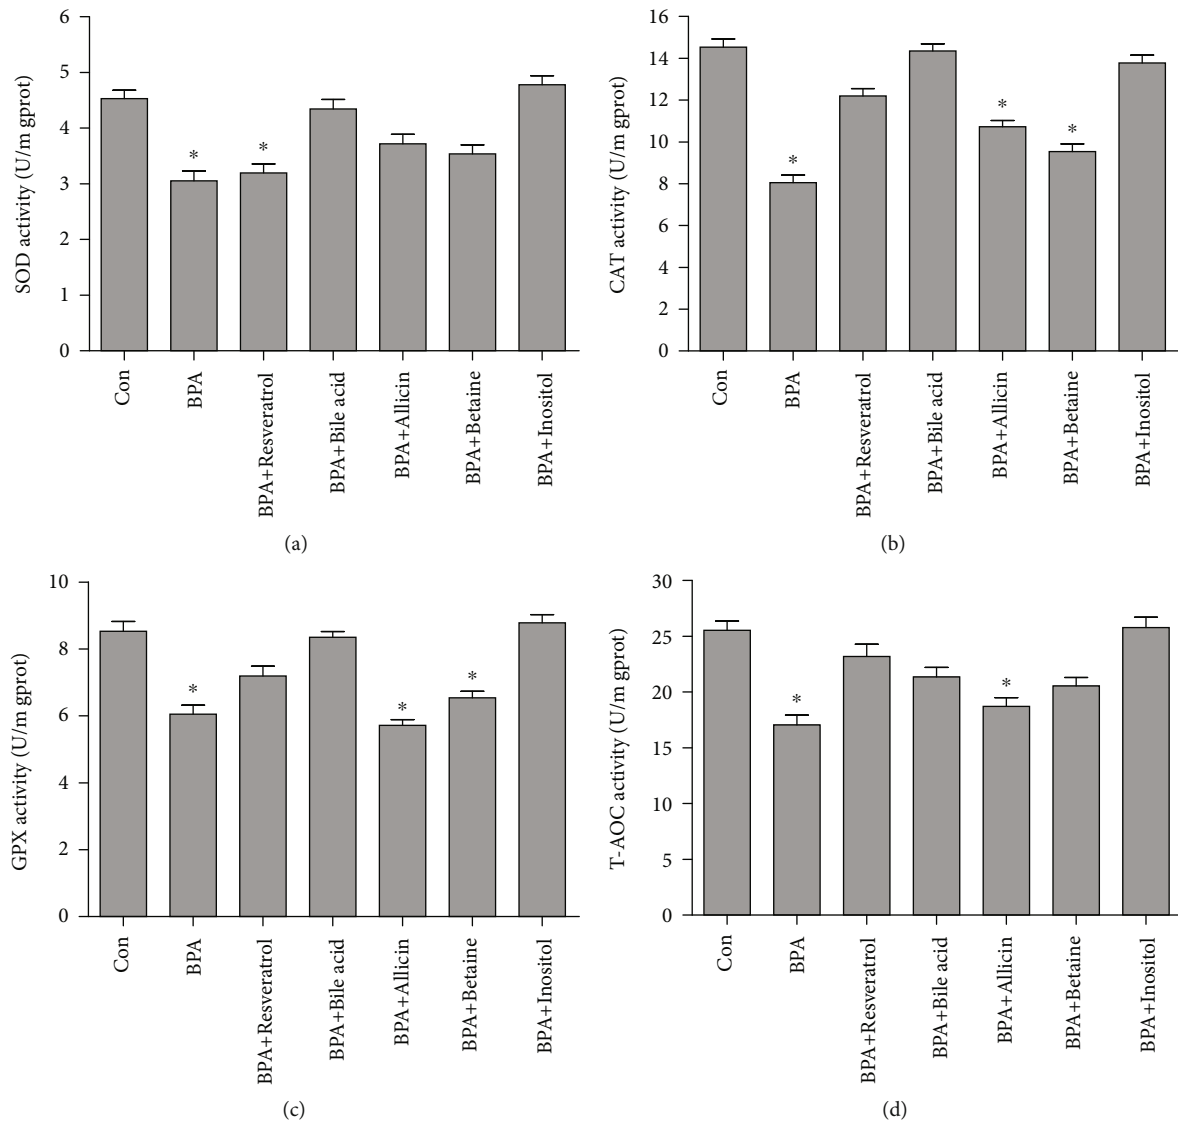 SOD activity (U/m gprot)
6
5
4
3
2
1
0
*
*
Con
BPA
BPA+Resveratrol
BPA+Bile acid
BPA+Allicin
BPA+Betaine
BPA+Inositol
(a)
CAT activity (U/m gprot)
16
14
12
10
8
6
4
2
0
*
*
*
Con
BPA
BPA+Resveratrol
BPA+Bile acid
BPA+Allicin
BPA+Betaine
BPA+Inositol
(b)
GPX activity (U/m gprot)
10
8
6
4
2
0
*
*
*
Con
BPA
BPA+Resveratrol
BPA+Bile acid
BPA+Allicin
BPA+Betaine
BPA+Inositol
(c)
T-AOC activity (U/m gprot)
30
25
20
15
10
5
0
*
*
Con
BPA
BPA+Resveratrol
BPA+Bile acid
BPA+Allicin
BPA+Betaine
BPA+Inositol
(d)